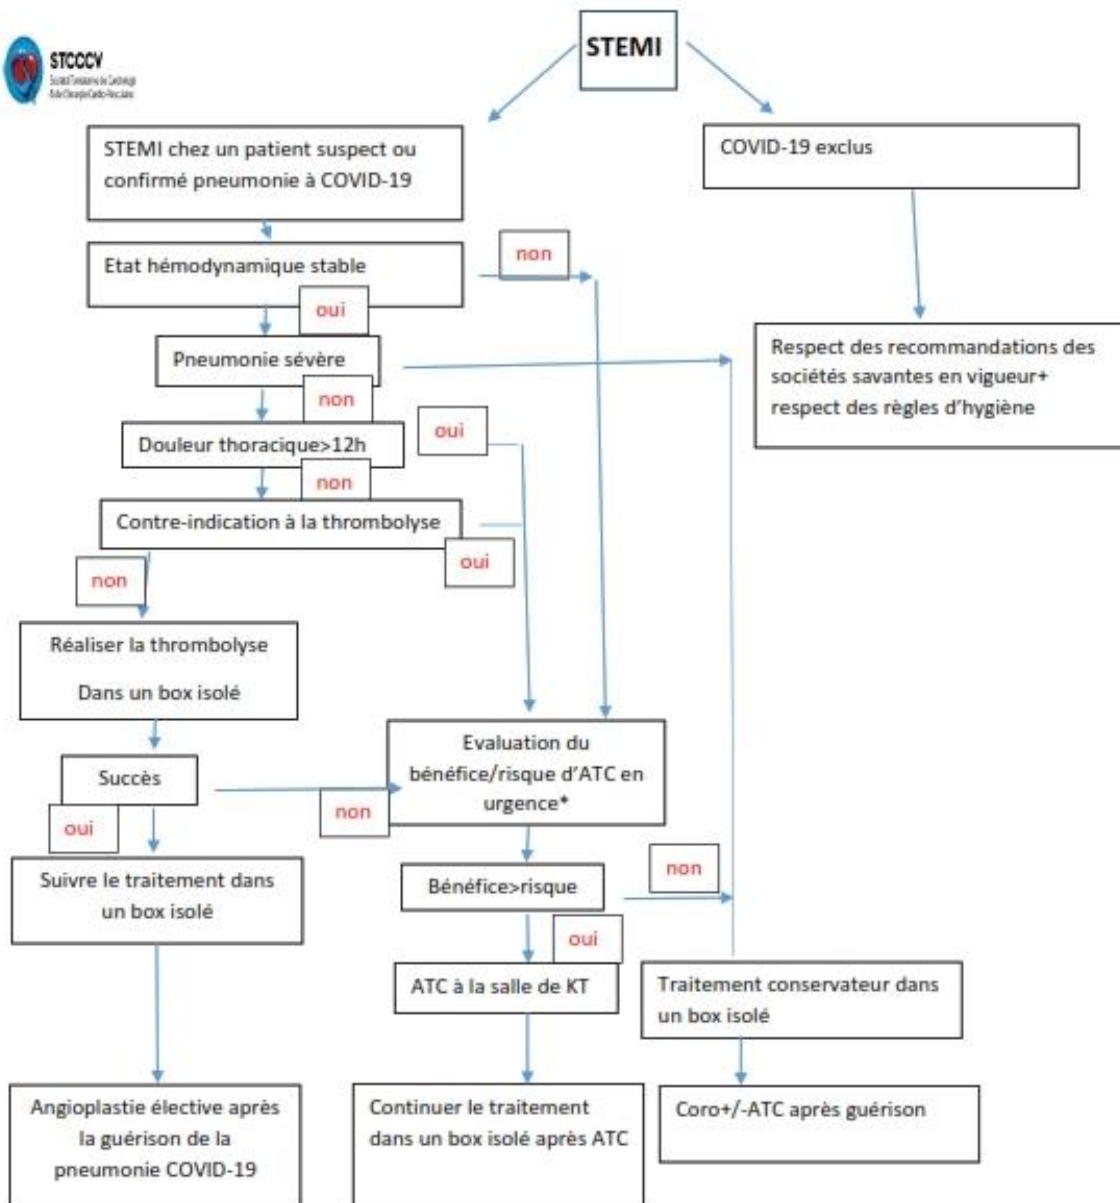 STCCCV
STEMI
STEMI chez un patient suspect ou
confirmé pneumonie à COVID-19
COVID-19 exclus
Etat hémodynamique stable
non
oui
Pneumonie sévère
Respect des recommandations des
sociétés savantes en vigueur+
respect des règles d'hygiène
non
Douleur thoracique>12h
oui
non
Contre-indication à la thrombolyse
oui
non
Réaliser la thrombolyse
Dans un box isolé
Evaluation du
bénéfice/risque d'ATC en
urgence*
Succès
non
oui
Suivre le traitement dans
un box isolé
Bénéfice>risque
non
oui
ATC à la salle de KT
Traitement conservateur dans
un box isolé
Angioplastie élective après
la guérison de la
pneumonie COVID-19
Continuer le traitement
dans un box isolé après ATC
Coro+/-ATC après guérison